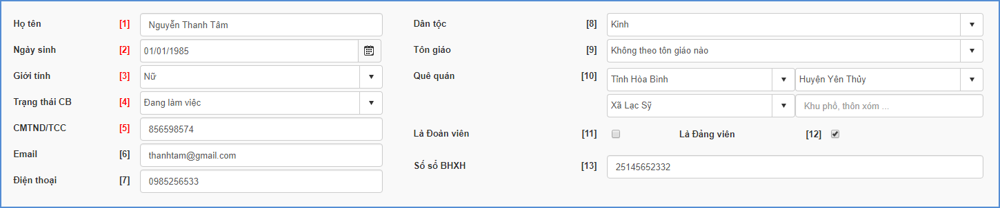 Họ tên [1] Nguyễn Thanh Tâm
Ngày sinh [2] 01/01/1985
Giới tính [3] Nữ
Trạng thái CB [4] Đang làm việc
CMTND/TCC [5] 856598574
Email [6] thanhtam@gmail.com
Điện thoại [7] 0985256533
Dân tộc [8] Kinh
Tôn giáo [9] Không theo tôn giáo nào
Quê quán [10] Tỉnh Hòa Bình Huyện Yên Thủy
Xã Lạc Sỹ Khu phố, thôn xóm ...
Là Đoàn viên [11] Là Đảng viên [12]
Số sổ BHXH [13] 25145652332